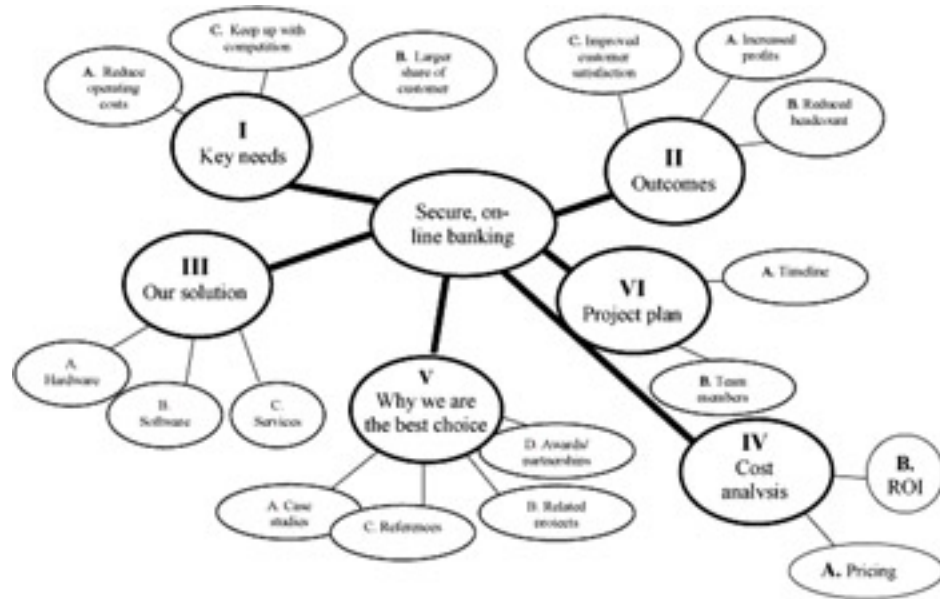 C. Keep up with
competition
A. Reduce
operating
costs
B. Larger
share of
customer
I
Key needs
C. Improved
customer
satisfaction
A. Increased
profits
B. Reduced
headcount
II
Outcomes
Secure, on-
line banking
III
Our solution
A.
Hardware
B.
Software
C.
Services
VI
Project plan
A. Timeline
B. Team
members
V
Why we are
the best choice
D. Awards/
partnerships
A. Case
studies
C. References
B. Related
projects
IV
Cost
analysis
B.
ROI
A. Pricing